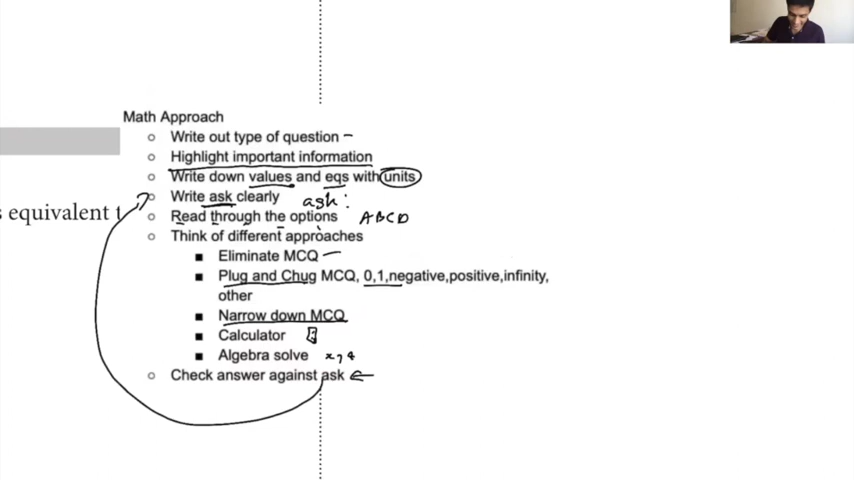 Math Approach
Write out type of question
Highlight important information
Write down values and eqs with units
Write ask clearly ask:
s equivalent t
Read through the options ABCD
Think of different approaches
Eliminate MCQ
Plug and Chug MCQ, 0,1,negative,positive,infinity,
other
Narrow down MCQ
Calculator
Algebra solve
Check answer against ask